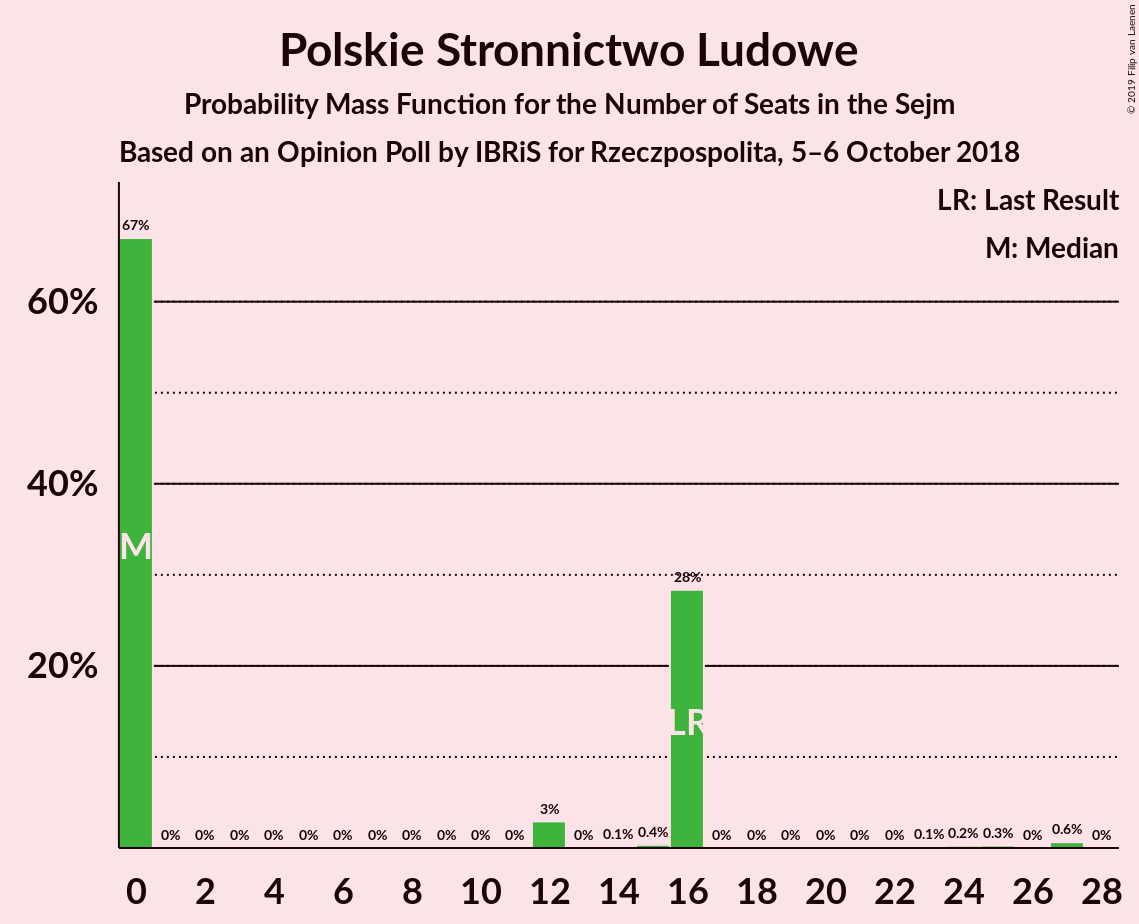 Polskie Stronnictwo Ludowe
Probability Mass Function for the Number of Seats in the Sejm
Based on an Opinion Poll by IBRiS for Rzeczpospolita, 5–6 October 2018
© 2019 Filip van Laenen
LR: Last Result
M: Median
60%
40%
20%
67% 0% 0% 0% 0% 0% 0% 0% 0% 0% 0% 0% 3% 0% 0.1% 0.4% 28% 0% 0% 0% 0% 0% 0% 0.1% 0.2% 0.3% 0% 0.6% 0%
M
LR
0 2 4 6 8 10 12 14 16 18 20 22 24 26 28